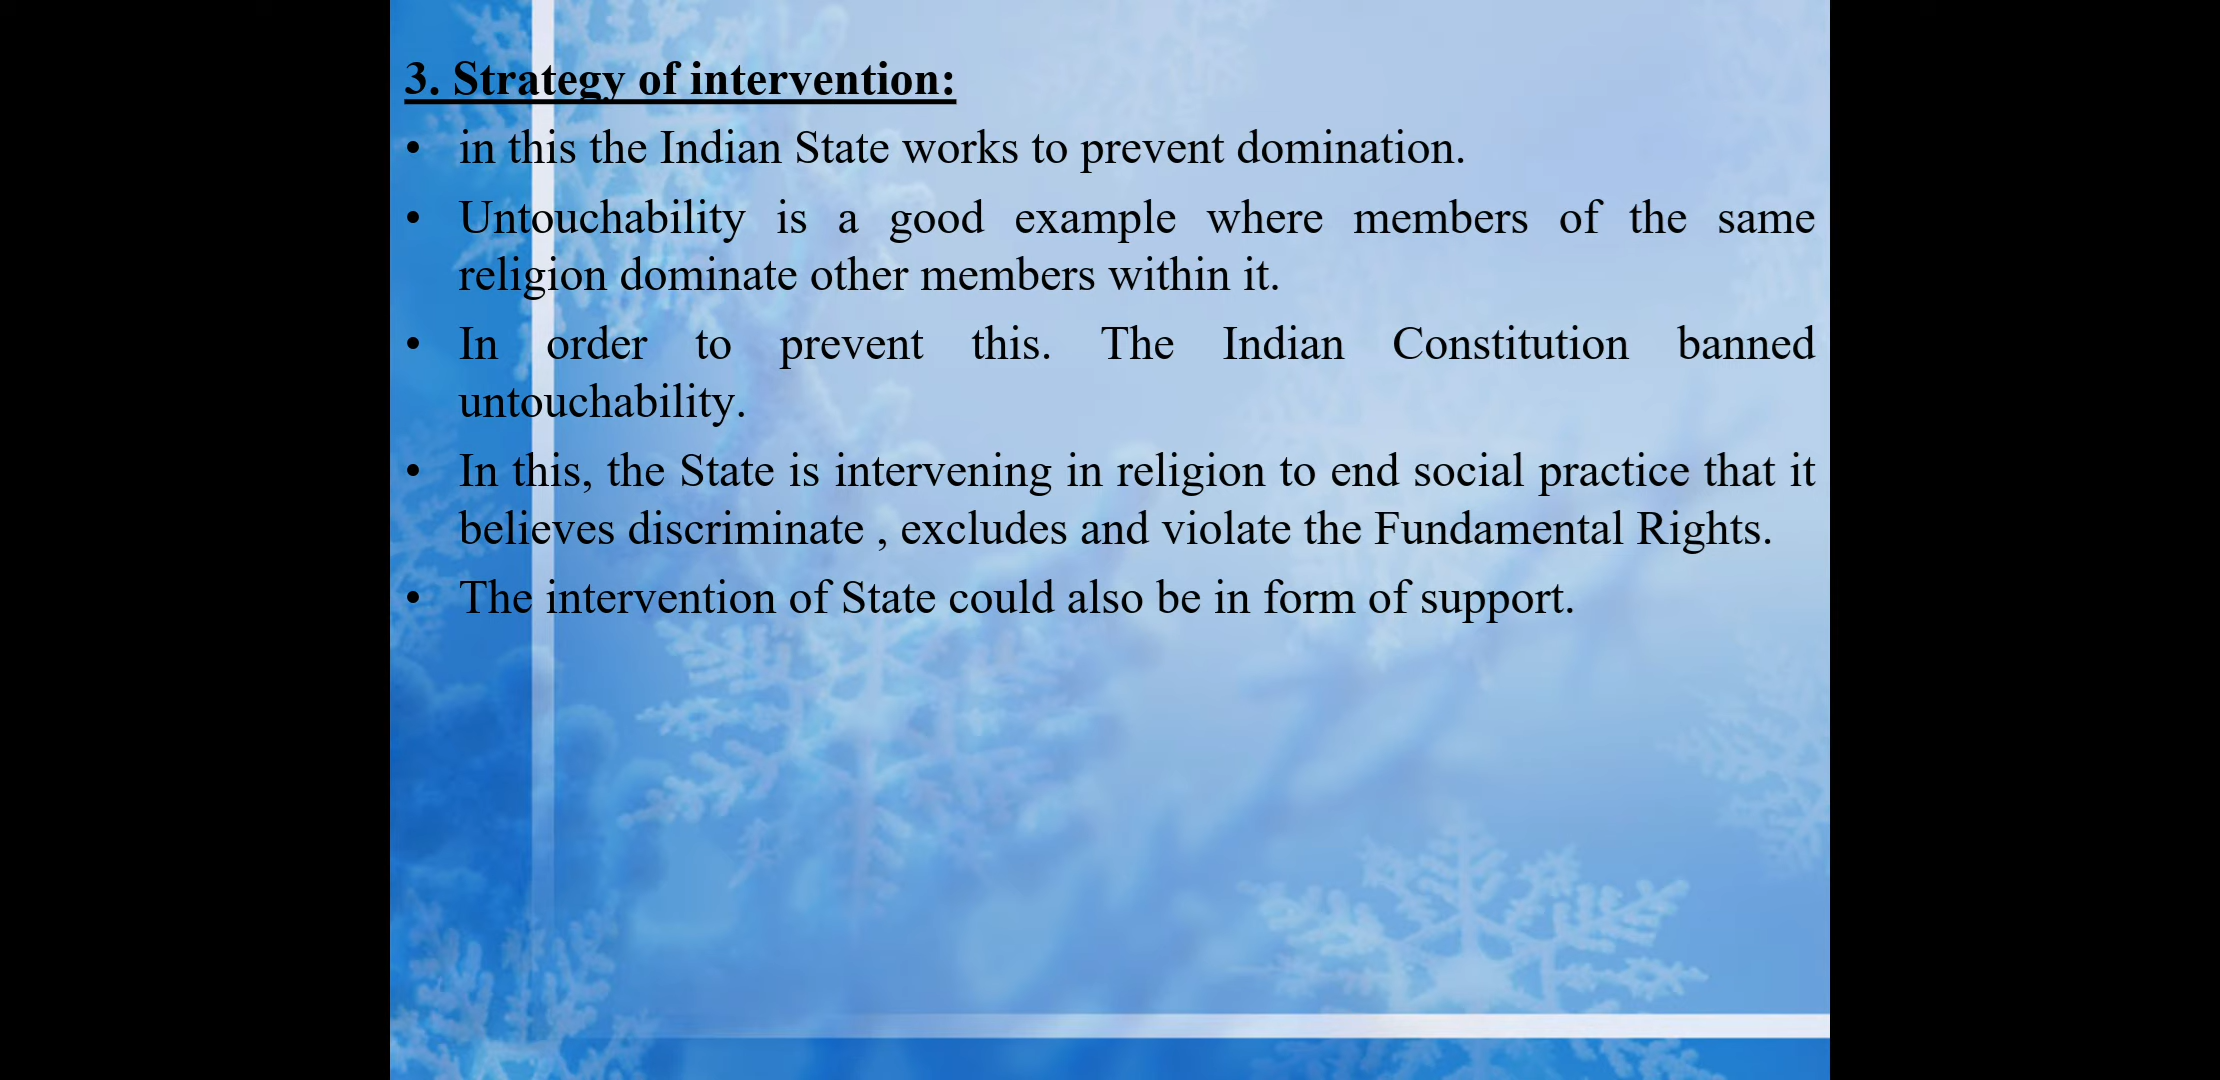 3. Strategy of intervention:
• in this the Indian State works to prevent domination.
• Untouchability is a good example where members of the same
religion dominate other members within it.
• In order to prevent this. The Indian Constitution banned
untouchability.
• In this, the State is intervening in religion to end social practice that it
believes discriminate , excludes and violate the Fundamental Rights.
• The intervention of State could also be in form of support.